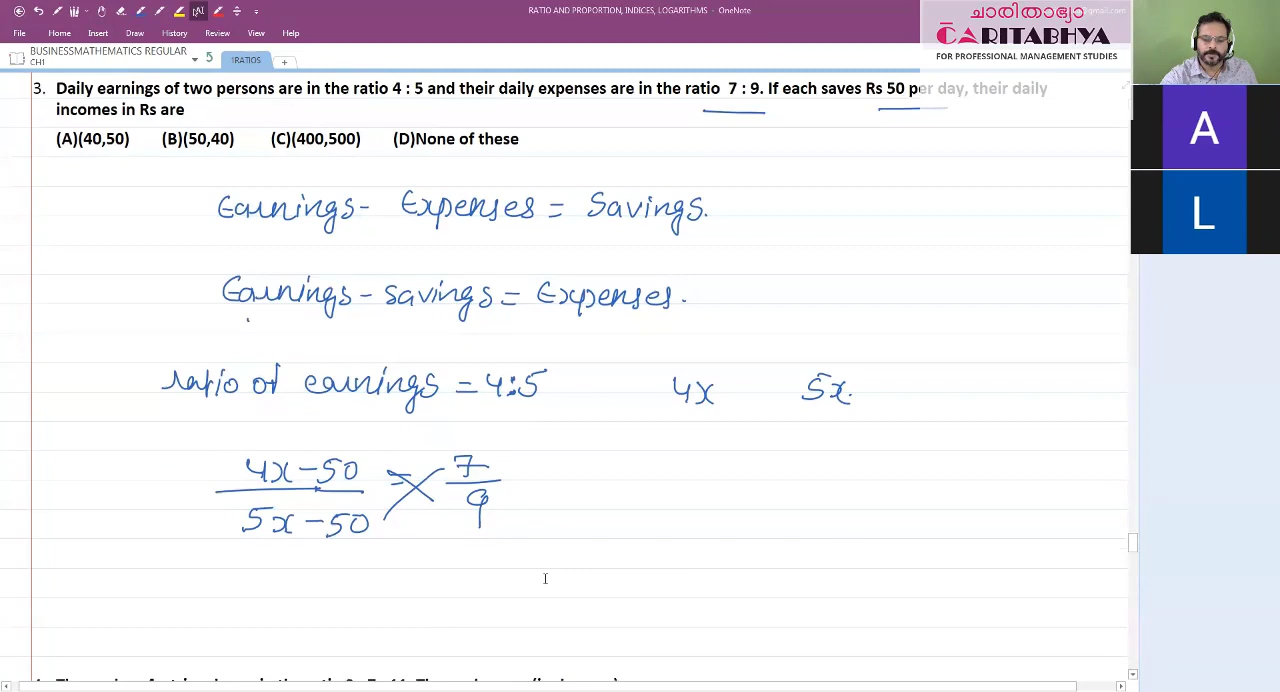 RATIO AND PROPORTION, INDICES, LOGARITHMS - OneNote
@gmail.com
File Home Insert Draw History Review View Help
ചാരിതാഭ്യാ
CARITABHYA
FOR PROFESSIONAL MANAGEMENT STUDIES
BUSINESSMATHEMATICS REGULAR
CH1
5
!RATIOS
3. Daily earnings of two persons are in the ratio 4 : 5 and their daily expenses are in the ratio 7 : 9. If each saves Rs 50 per day, their daily
incomes in Rs are
(A)(40,50) (B)(50,40) (C)(400,500) (D)None of these
Earnings - Expenses = Savings.
Earnings - savings = Expenses.
ratio of earnings = 4:5 4x 5x.
4x - 50 = 7
5x - 50 9
A
L